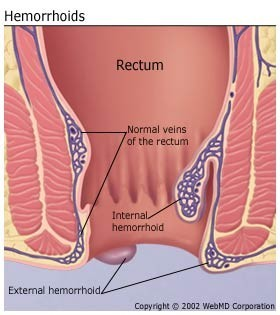 Hemorrhoids
Rectum
Normal veins
of the rectum
Internal
hemorrhoid
External hemorrhoid
Copyright © 2002 WebMD Corporation